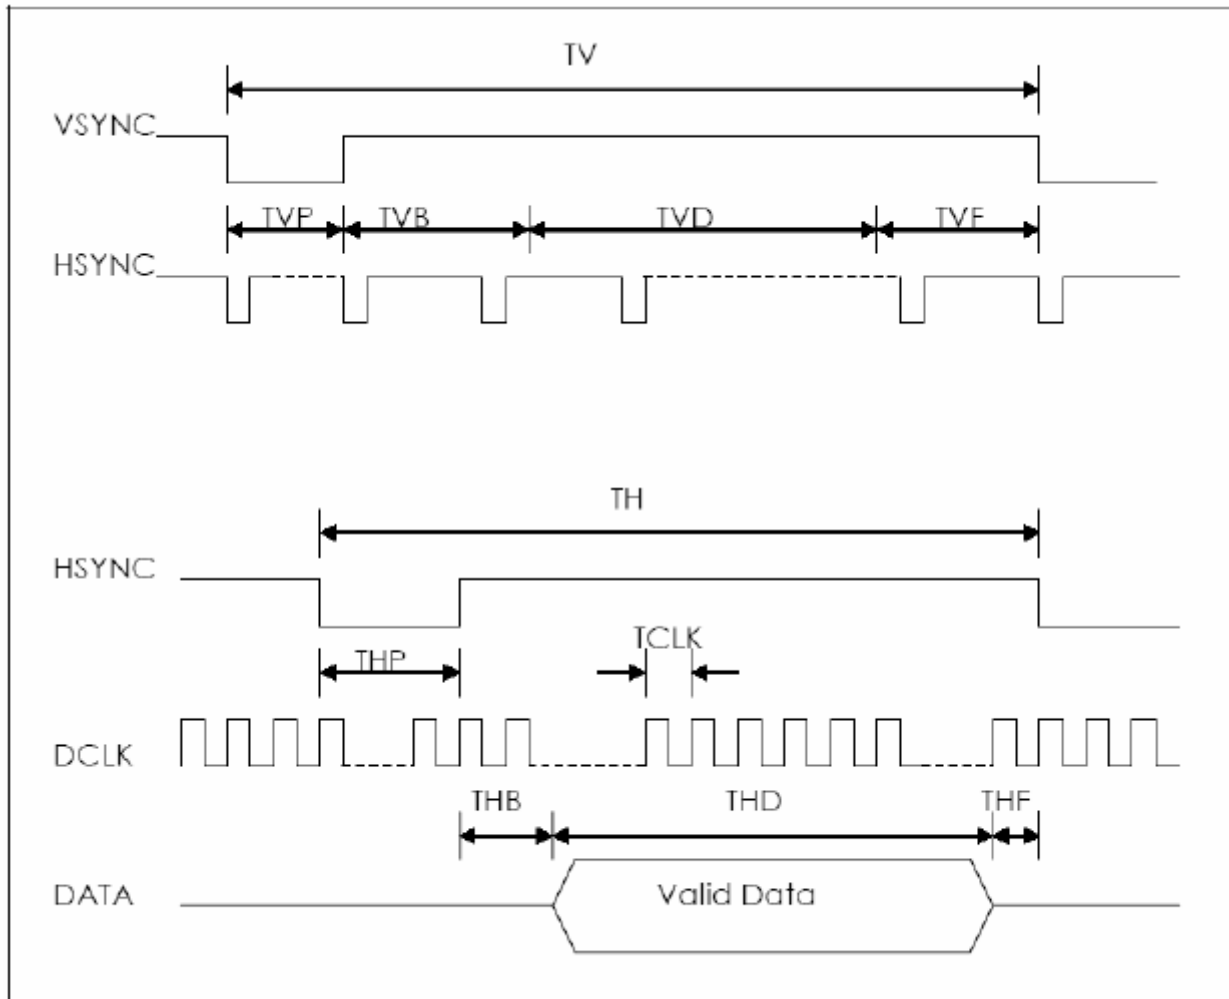 TV
VSYNC
TVP TVB TVD TVF
HSYNC
TH
HSYNC
TCLK
THP
DCLK
THB THD THF
DATA Valid Data